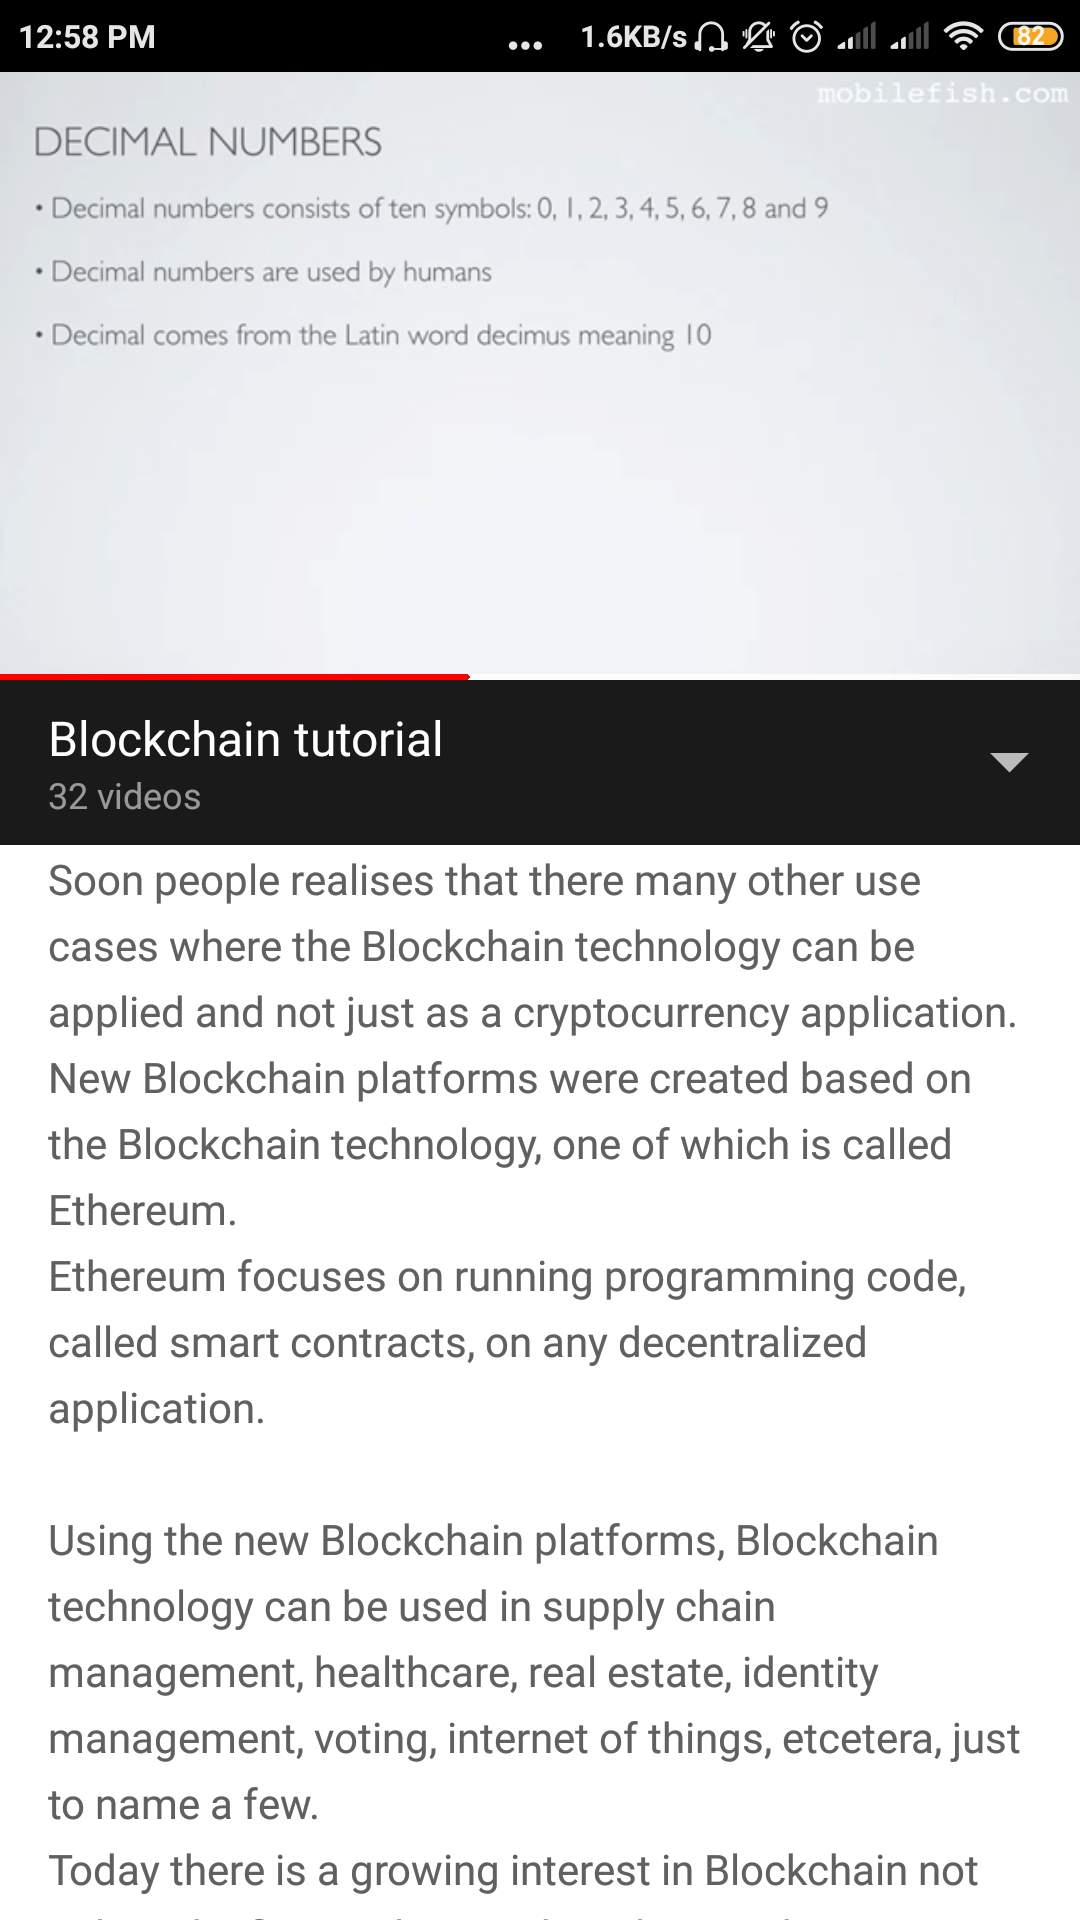 12:58 PM
... 1.6KB/s 82
mobilefish.com
DECIMAL NUMBERS
• Decimal numbers consists of ten symbols: 0, 1, 2, 3, 4, 5, 6, 7, 8 and 9
• Decimal numbers are used by humans
• Decimal comes from the Latin word decimus meaning 10
Blockchain tutorial
32 videos
Soon people realises that there many other use
cases where the Blockchain technology can be
applied and not just as a cryptocurrency application.
New Blockchain platforms were created based on
the Blockchain technology, one of which is called
Ethereum.
Ethereum focuses on running programming code,
called smart contracts, on any decentralized
application.
Using the new Blockchain platforms, Blockchain
technology can be used in supply chain
management, healthcare, real estate, identity
management, voting, internet of things, etcetera, just
to name a few.
Today there is a growing interest in Blockchain not